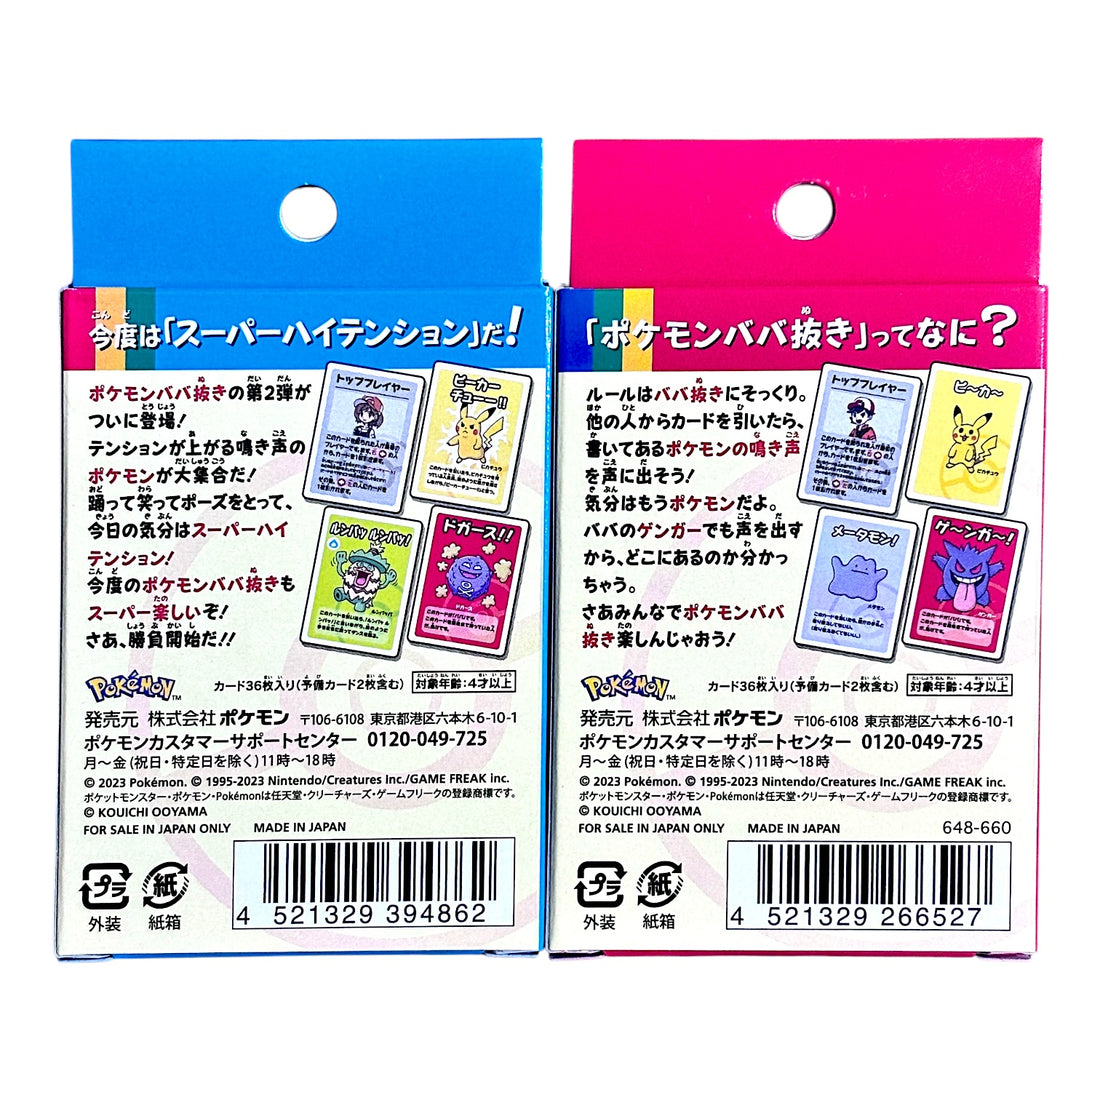 今度は「スーパーハイテンション」だ!
ポケモンババ抜きの第2弾が
ついに登場!
テンションが上がる鳴き声の
ポケモンが大集合だ!
踊って笑ってポーズをとって、
今日の気分はスーパーハイ
テンション!
今度のポケモンババ抜きも
スーパー楽しいぞ!
さあ、勝負開始だ!!
トッププレイヤー
ピーカー
チューー!!
ピカチュウ
ルンパッ ルンパッ!
ルンパッパ
ドガース!!
ドガース
Pokémon™
カード36枚入り(予備カード2枚含む)
対象年齢:4才以上
発売元 株式会社ポケモン 〒106-6108 東京都港区六本木6-10-1
ポケモンカスタマーサポートセンター 0120-049-725
月〜金(祝日・特定日を除く)11時〜18時
© 2023 Pokémon. © 1995-2023 Nintendo/Creatures Inc./GAME FREAK inc.
ポケットモンスター・ポケモン・Pokémonは任天堂・クリーチャーズ・ゲームフリークの登録商標です。
© KOUICHI OOYAMA
FOR SALE IN JAPAN ONLY MADE IN JAPAN
プラ
外装
紙
紙箱
4 521329 394862
「ポケモンババ抜き」ってなに?
ルールはババ抜きにそっくり。
他の人からカードを引いたら、
書いてあるポケモンの鳴き声
を声に出そう!
気分はもうポケモンだよ。
ババのゲンガーでも声を出す
から、どこにあるのか分かっ
ちゃう。
さあみんなでポケモンババ
抜き楽しんじゃおう!
トッププレイヤー
ピ〜カ〜
ピカチュウ
メータモン!
メタモン
ゲ〜ンガ〜!
ゲンガー
Pokémon™
カード36枚入り(予備カード2枚含む)
対象年齢:4才以上
発売元 株式会社ポケモン 〒106-6108 東京都港区六本木6-10-1
ポケモンカスタマーサポートセンター 0120-049-725
月〜金(祝日・特定日を除く)11時〜18時
© 2023 Pokémon. © 1995-2023 Nintendo/Creatures Inc./GAME FREAK inc.
ポケットモンスター・ポケモン・Pokémonは任天堂・クリーチャーズ・ゲームフリークの登録商標です。
© KOUICHI OOYAMA
FOR SALE IN JAPAN ONLY MADE IN JAPAN 648-660
プラ
外装
紙
紙箱
4 521329 266527